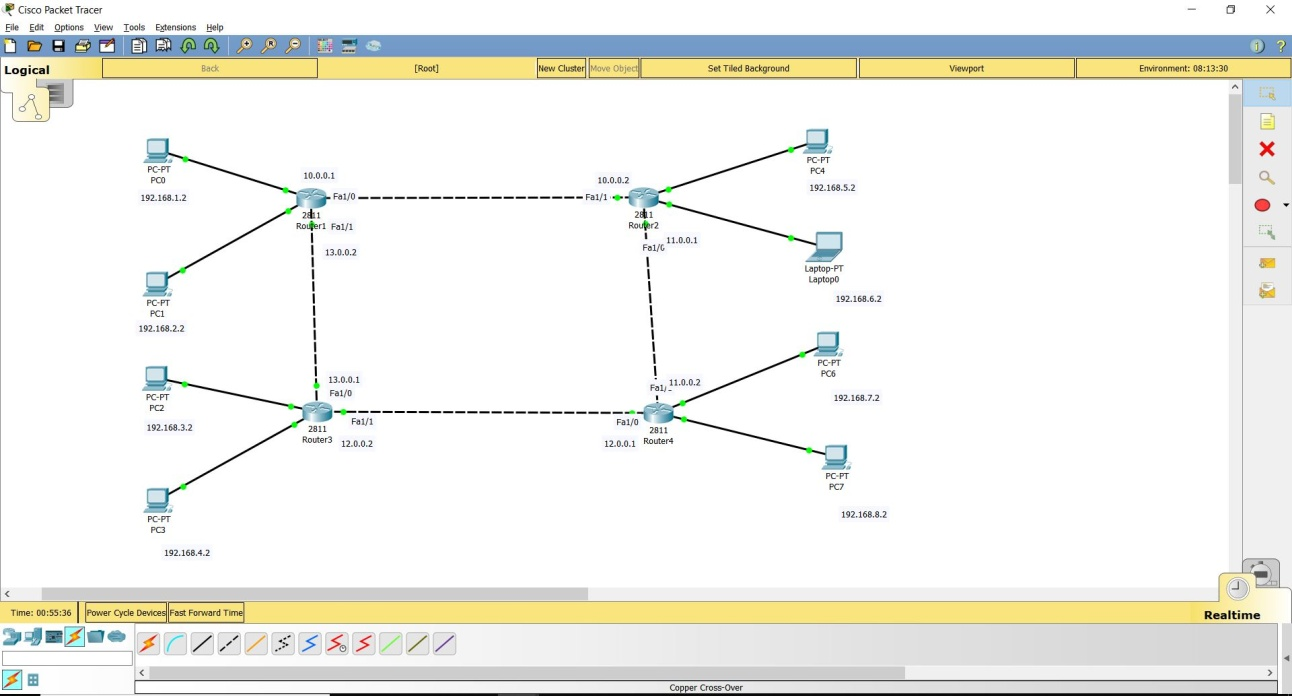 Cisco Packet Tracer
File Edit Options View Tools Extensions Help
Logical
Back
[Root]
New Cluster
Move Object
Set Tiled Background
Viewport
Environment: 08:13:30
PC-PT
PC0
192.168.1.2
10.0.0.1
Fa1/0
2811
Router1
Fa1/1
13.0.0.2
10.0.0.2
Fa1/1
2811
Router2
11.0.0.1
PC-PT
PC4
192.168.5.2
Laptop-PT
Laptop0
192.168.6.2
PC-PT
PC1
192.168.2.2
PC-PT
PC2
192.168.3.2
13.0.0.1
Fa1/0
2811
Router3
Fa1/1
12.0.0.2
11.0.0.2
Fa1/0
2811
Router4
12.0.0.1
PC-PT
PC6
192.168.7.2
PC-PT
PC7
192.168.8.2
PC-PT
PC3
192.168.4.2
Time: 00:55:36
Power Cycle Devices
Fast Forward Time
Realtime
Copper Cross-Over